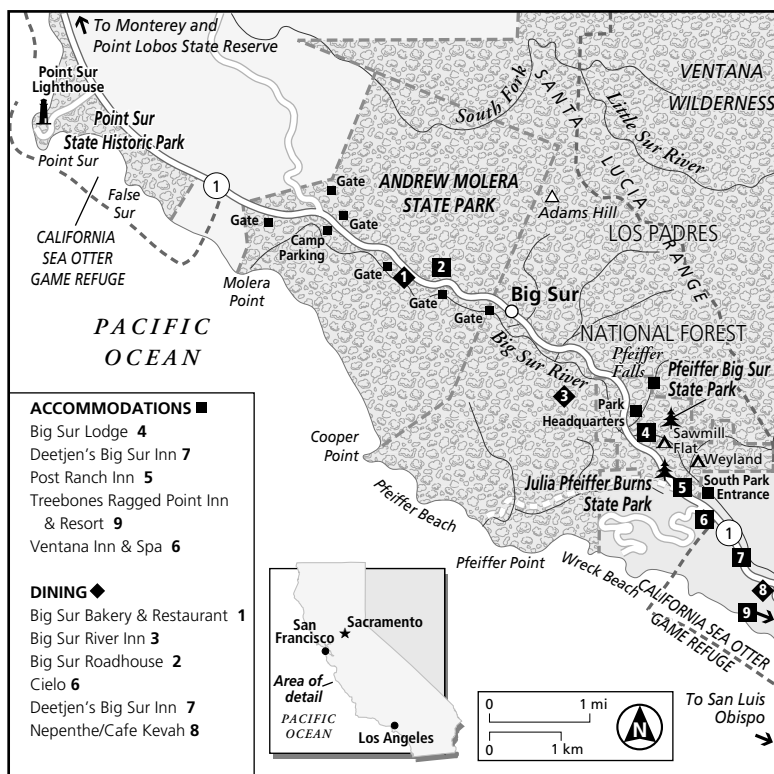 To Monterey and
Point Lobos State Reserve
Point Sur
Lighthouse
Point Sur
State Historic Park
Point Sur
False
Sur
CALIFORNIA
SEA OTTER
GAME REFUGE
1
Gate
Gate
Gate
Camp
Parking
Molera
Point
ANDREW MOLERA
STATE PARK
South Fork
SANTA LUCIA RANGE
Little Sur River
VENTANA
WILDERNESS
Adams Hill
LOS PADRES
NATIONAL FOREST
Gate
1
2
Gate
Gate
Big Sur
Big Sur River
3
PACIFIC
OCEAN
Pfeiffer
Falls
Pfeiffer Big Sur
State Park
Park
Headquarters
4
Sawmill
Flat
Weyland
Julia Pfeiffer Burns
State Park
5
South Park
Entrance
6
1
7
8
9
Cooper
Point
Pfeiffer Beach
Pfeiffer Point
Wreck Beach
CALIFORNIA SEA OTTER
GAME REFUGE
To San Luis
Obispo
ACCOMMODATIONS
Big Sur Lodge 4
Deetjen's Big Sur Inn 7
Post Ranch Inn 5
Treebones Ragged Point Inn
& Resort 9
Ventana Inn & Spa 6
DINING
Big Sur Bakery & Restaurant 1
Big Sur River Inn 3
Big Sur Roadhouse 2
Cielo 6
Deetjen's Big Sur Inn 7
Nepenthe/Cafe Kevah 8
San
Francisco
Sacramento
Area of
detail
PACIFIC
OCEAN
Los Angeles
0 1 mi
0 1 km
N